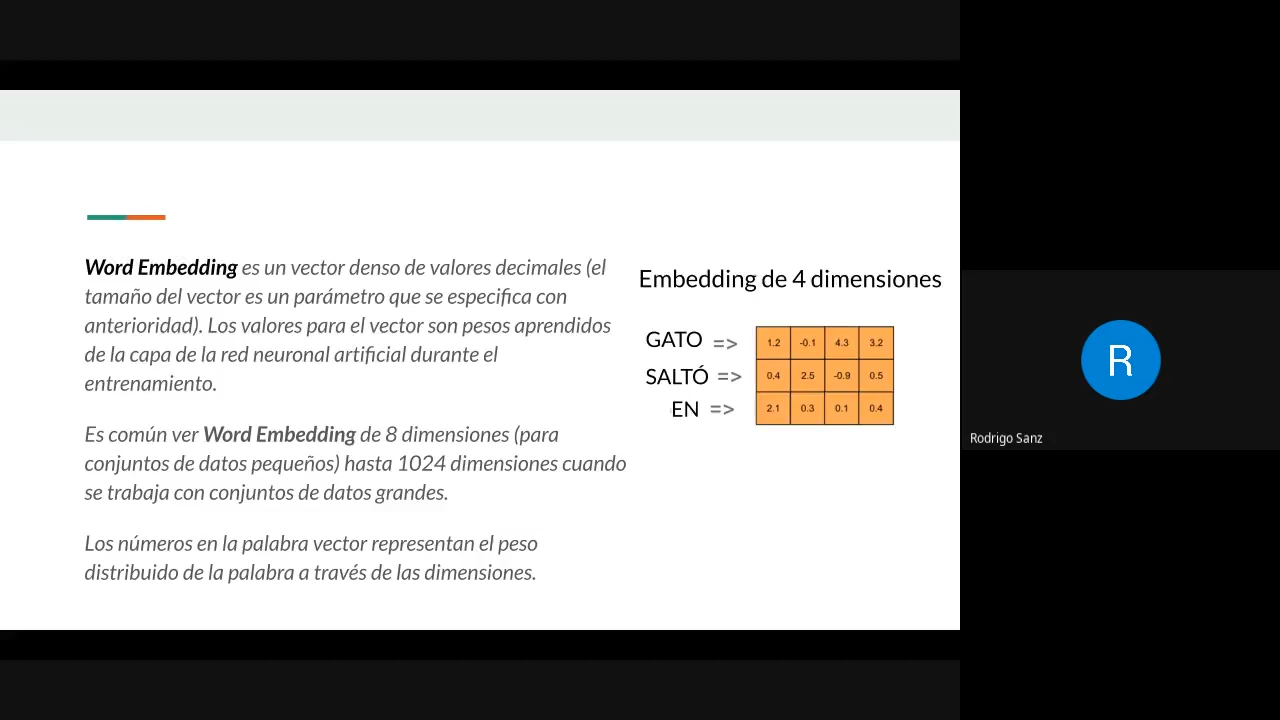 Word Embedding es un vector denso de valores decimales (el
tamaño del vector es un parámetro que se especifica con
anterioridad). Los valores para el vector son pesos aprendidos
de la capa de la red neuronal artificial durante el
entrenamiento.
Es común ver Word Embedding de 8 dimensiones (para
conjuntos de datos pequeños) hasta 1024 dimensiones cuando
se trabaja con conjuntos de datos grandes.
Los números en la palabra vector representan el peso
distribuido de la palabra a través de las dimensiones.
Embedding de 4 dimensiones
GATO => 1.2 -0.1 4.3 3.2
SALTÓ => 0.4 2.5 -0.9 0.5
EN => 2.1 0.3 0.1 0.4
R
Rodrigo Sanz